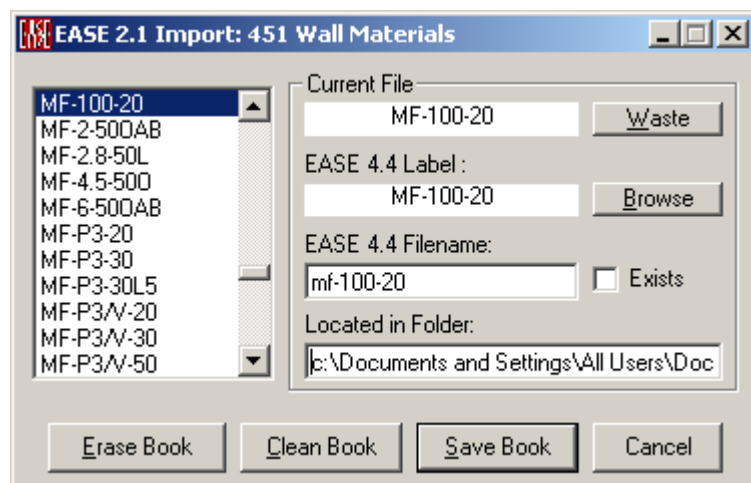 EASE 2.1 Import: 451 Wall Materials
MF-100-20
MF-2-500AB
MF-2.8-50L
MF-4.5-500
MF-6-500AB
MF-P3-20
MF-P3-30
MF-P3-30L5
MF-P3/V-20
MF-P3/V-30
MF-P3/V-50
Current File
MF-100-20
Waste
EASE 4.4 Label :
MF-100-20
Browse
EASE 4.4 Filename:
mf-100-20
Exists
Located in Folder:
c:\Documents and Settings\All Users\Doc
Erase Book
Clean Book
Save Book
Cancel